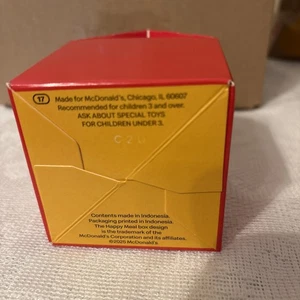 17 Made for McDonald's, Chicago, IL 60607
Recommended for children 3 and over.
ASK ABOUT SPECIAL TOYS
FOR CHILDREN UNDER 3.
Contents made in Indonesia.
Packaging printed in Indonesia.
The Happy Meal box design
is the trademark of the
McDonald's Corporation and its affiliates.
©2020 McDonald's